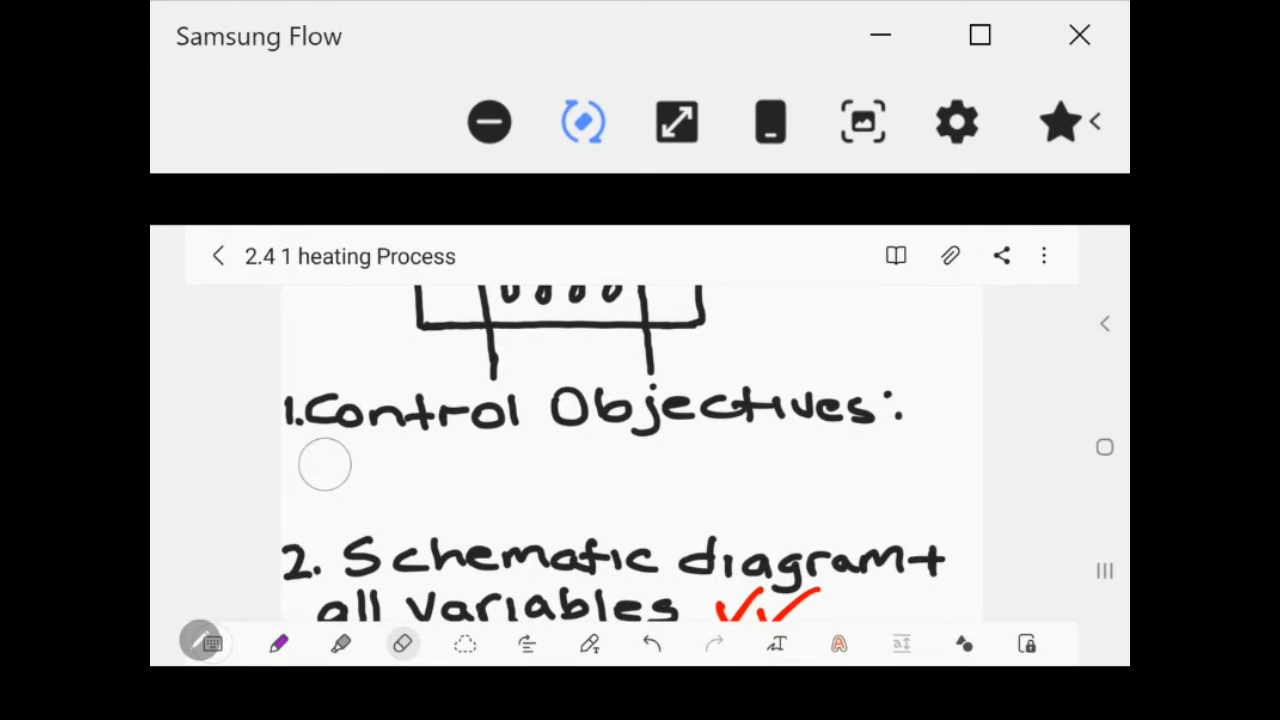 Samsung Flow
2.4 1 heating Process
1.Control Objectives:
2. Schematic diagram+
all variables